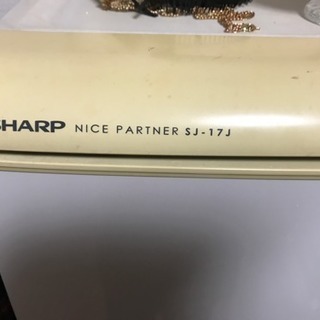 SHARP NICE PARTNER SJ-17J